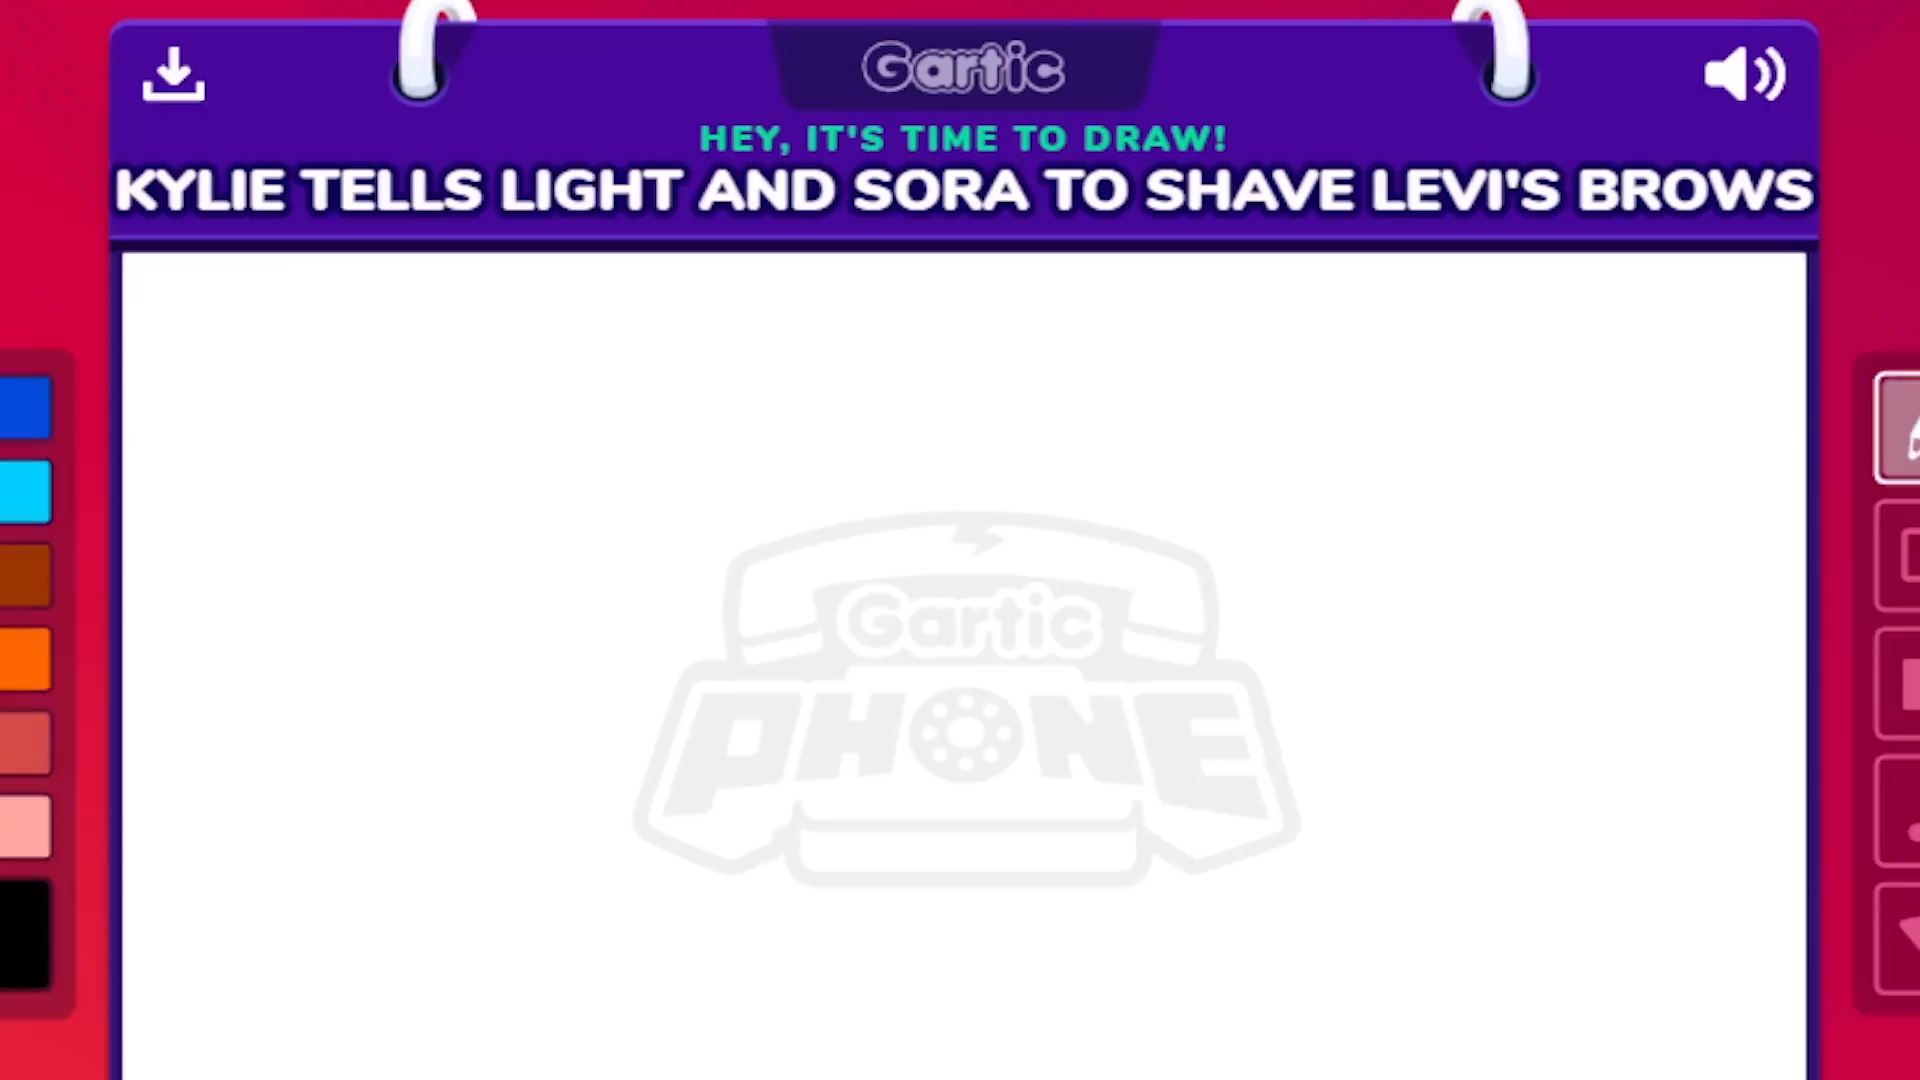 Gartic
HEY, IT'S TIME TO DRAW!
KYLIE TELLS LIGHT AND SORA TO SHAVE LEVI'S BROWS
Gartic
PHONE